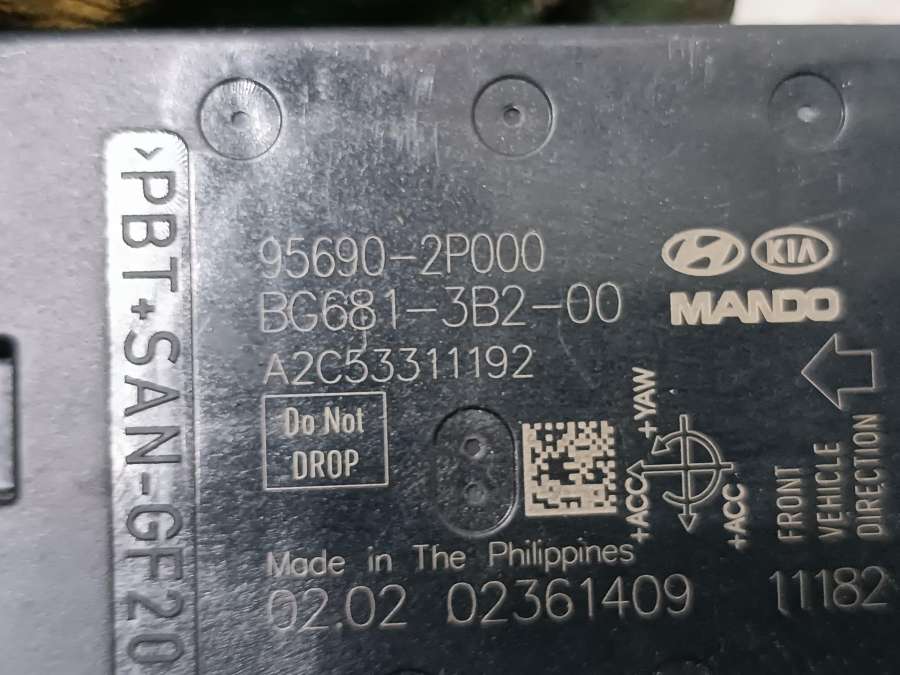 >PBT+SAN-GF20
95690-2P000
BG681-3B2-00
A2C53311192
KIA
MANDO
Do Not
DROP
+YAW
+ACC
+ACC
FRONT
VEHICLE
DIRECTION
Made in The Philippines
02.02 02361409 11182